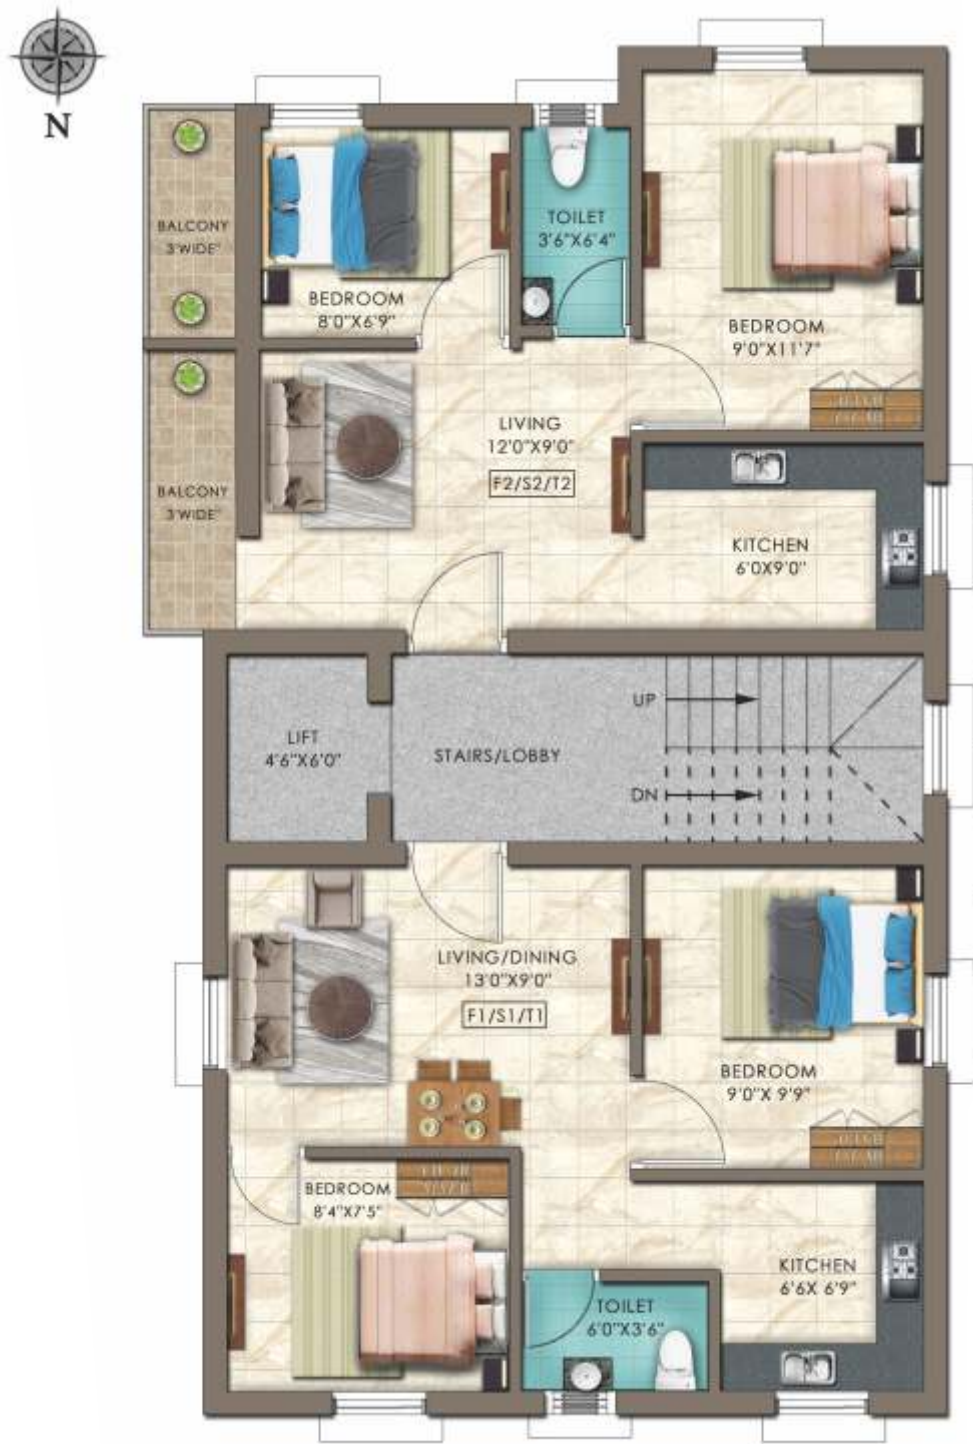 N
BALCONY
3'WIDE"
BEDROOM
8'0"X6'9"
TOILET
3'6"X6'4"
BEDROOM
9'0"X11'7"
LIVING
12'0"X9'0"
F2/S2/T2
BALCONY
3'WIDE"
KITCHEN
6'0X9'0"
UP
LIFT
4'6"X6'0"
STAIRS/LOBBY
DN
LIVING/DINING
13'0"X9'0"
F1/S1/T1
BEDROOM
9'0"X 9'9"
BEDROOM
8'4"X7'5"
KITCHEN
6'6X 6'9"
TOILET
6'0"X3'6"